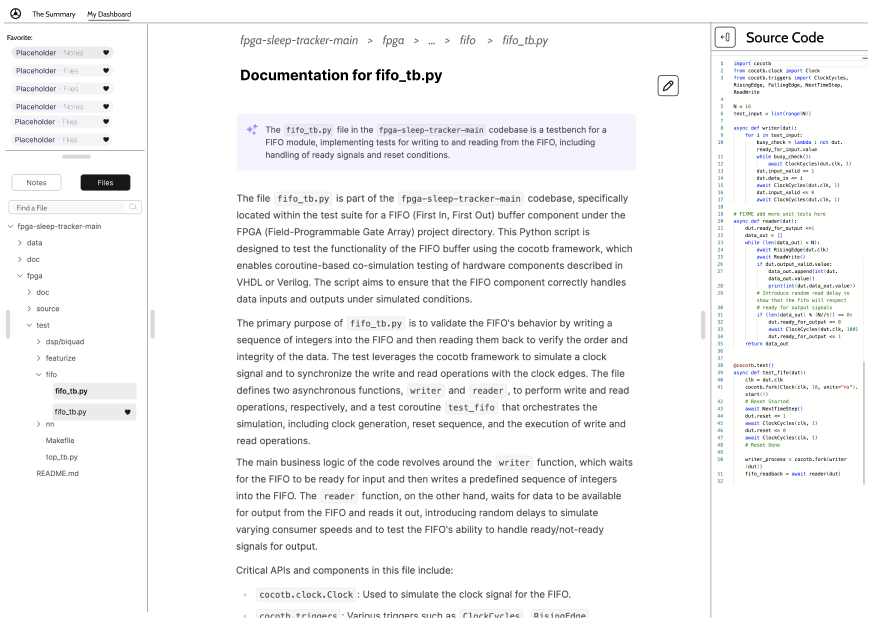 The Summary
My Dashboard
Favorite:
Placeholder - Notes
Placeholder - Files
Placeholder - Files
Placeholder - Notes
Placeholder - Files
Placeholder - Files
Notes
Files
Find a File
fpga-sleep-tracker-main
data
doc
fpga
doc
source
test
dsp/biquad
featurize
fifo
fifo_tb.py
fifo_tb.py
nn
Makefile
top_tb.py
README.md
fpga-sleep-tracker-main > fpga > ... > fifo > fifo_tb.py
Documentation for fifo_tb.py
The fifo_tb.py file in the fpga-sleep-tracker-main codebase is a testbench for a
FIFO module, implementing tests for writing to and reading from the FIFO, including
handling of ready signals and reset conditions.
The file fifo_tb.py is part of the fpga-sleep-tracker-main codebase, specifically
located within the test suite for a FIFO (First In, First Out) buffer component under the
FPGA (Field-Programmable Gate Array) project directory. This Python script is
designed to test the functionality of the FIFO buffer using the cocotb framework, which
enables coroutine-based co-simulation testing of hardware components described in
VHDL or Verilog. The script aims to ensure that the FIFO component correctly handles
data inputs and outputs under simulated conditions.
The primary purpose of fifo_tb.py is to validate the FIFO's behavior by writing a
sequence of integers into the FIFO and then reading them back to verify the order and
integrity of the data. The test leverages the cocotb framework to simulate a clock
signal and to synchronize the write and read operations with the clock edges. The file
defines two asynchronous functions, writer and reader , to perform write and read
operations, respectively, and a test coroutine test_fifo that orchestrates the
simulation, including clock generation, reset sequence, and the execution of write and
read operations.
The main business logic of the code revolves around the writer function, which waits
for the FIFO to be ready for input and then writes a predefined sequence of integers
into the FIFO. The reader function, on the other hand, waits for data to be available
for output from the FIFO and reads it out, introducing random delays to simulate
varying consumer speeds and to test the FIFO's ability to handle ready/not-ready
signals for output.
Critical APIs and components in this file include:
cocotb.clock.Clock : Used to simulate the clock signal for the FIFO.
cocotb.triggers : Various triggers such as ClockCycles , RisingEdge
Source Code
1 import cocotb
2 from cocotb.clock import Clock
3 from cocotb.triggers import ClockCycles,
RisingEdge, FallingEdge, NextTimeStep,
ReadWrite
4
5 N = 16
6 test_input = list(range(N))
7
8 async def writer(dut):
9 for i in test_input:
10 busy_check = lambda : not dut.
ready_for_input.value
11 while busy_check():
12 await ClockCycles(dut.clk, 1)
13 dut.input_valid == 1
14 dut.data_in <= i
15 await ClockCycles(dut.clk, 1)
16 dut.input_valid <= 0
17 await ClockCycles(dut.clk, 1)
18
19 # FIXME add more unit tests here
20 async def reader(dut):
21 dut.ready_for_output <=1
22 data_out = []
23 while (len(data_out) < N):
24 await RisingEdge(dut.clk)
25 await ReadWrite()
26 if dut.output_valid.value:
27 data_out.append(int(dut.
data_out.value))
28 print(int(dut.data_out.value))
29 # Introduce random read delay to
show that the fifo will respect
30 # ready for output signals
31 if (len(data_out) % (N//6)) == 0:
32 dut.ready_for_output <= 0
33 await ClockCycles(dut.clk, 100)
34 dut.ready_for_output <= 1
35 return data_out
36
37
38 @cocotb.test()
39 async def test_fifo(dut):
40 clk = dut.clk
41 cocotb.fork(Clock(clk, 10, units="ns").
start())
42 # Reset Started
43 await NextTimeStep()
44 dut.reset <= 1
45 await ClockCycles(clk, 1)
46 dut.reset <= 0
47 await ClockCycles(clk, 1)
48 # Reset Done
49
50 writer_process = cocotb.fork(writer
(dut))
51 fifo_readback = await reader(dut)
52